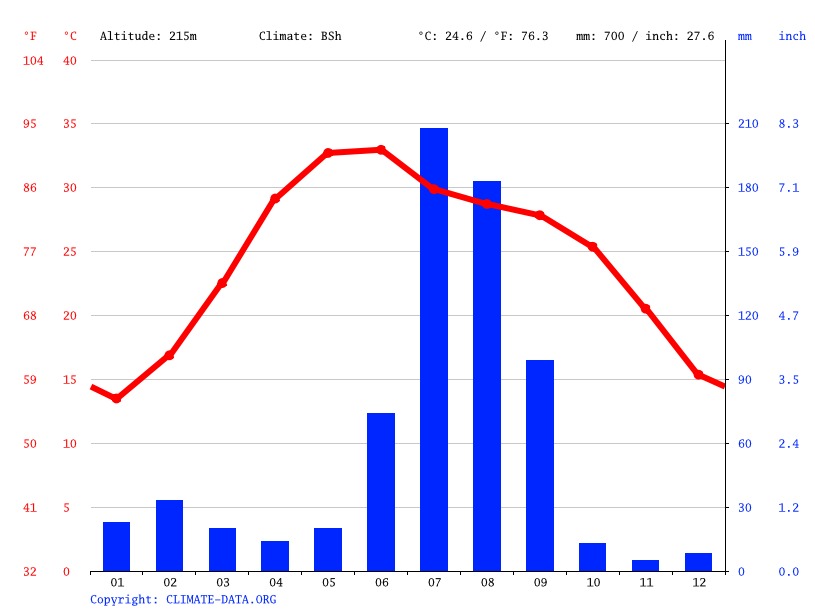 °F °C Altitude: 215m Climate: BSh °C: 24.6 / °F: 76.3 mm: 700 / inch: 27.6 mm inch
104 40
95 35 210 8.3
86 30 180 7.1
77 25 150 5.9
68 20 120 4.7
59 15 90 3.5
50 10 60 2.4
41 5 30 1.2
32 0 0 0.0
01 02 03 04 05 06 07 08 09 10 11 12
Copyright: CLIMATE-DATA.ORG